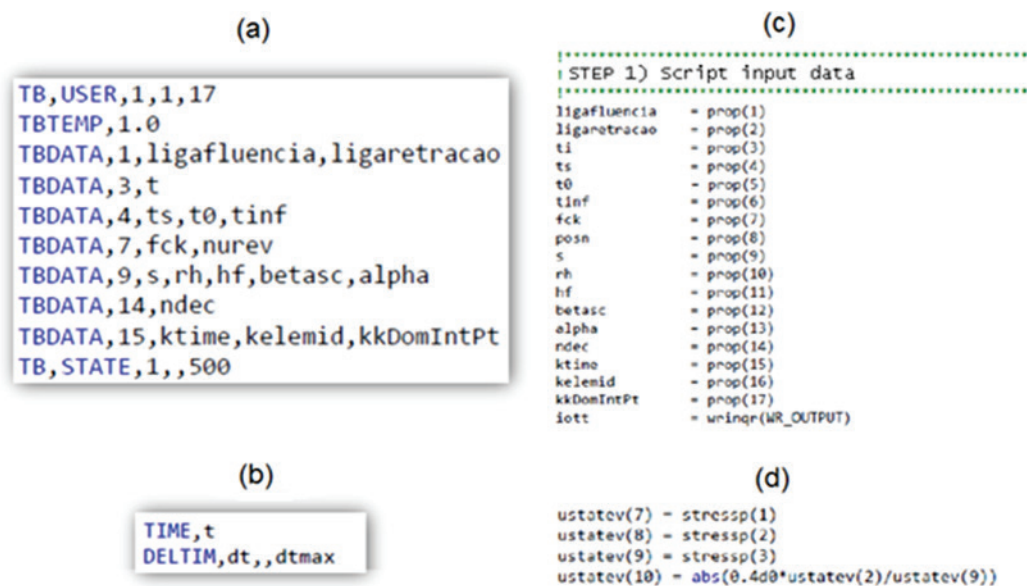 (a)
TB,USER,1,1,17
TBTEMP,1.0
TBDATA,1,ligafluencia,ligaretracao
TBDATA,3,t
TBDATA,4,ts,t0,tinf
TBDATA,7,fck,nurev
TBDATA,9,s,rh,hf,betasc,alpha
TBDATA,14,ndec
TBDATA,15,ktime,kelemid,kkDomIntPt
TB,STATE,1,,500
(b)
TIME,t
DELTIM,dt,,dtmax
(c)
!*******************************************************
! STEP 1) Script input data
!*******************************************************
ligafluencia = prop(1)
ligaretracao = prop(2)
ti = prop(3)
ts = prop(4)
t0 = prop(5)
tinf = prop(6)
fck = prop(7)
posn = prop(8)
s = prop(9)
rh = prop(10)
hf = prop(11)
betasc = prop(12)
alpha = prop(13)
ndec = prop(14)
ktime = prop(15)
kelemid = prop(16)
kkDomIntPt = prop(17)
iott = wrinqr(WR_OUTPUT)
(d)
ustatev(7) = stressp(1)
ustatev(8) = stressp(2)
ustatev(9) = stressp(3)
ustatev(10) = abs(0.4d0*ustatev(2)/ustatev(9))